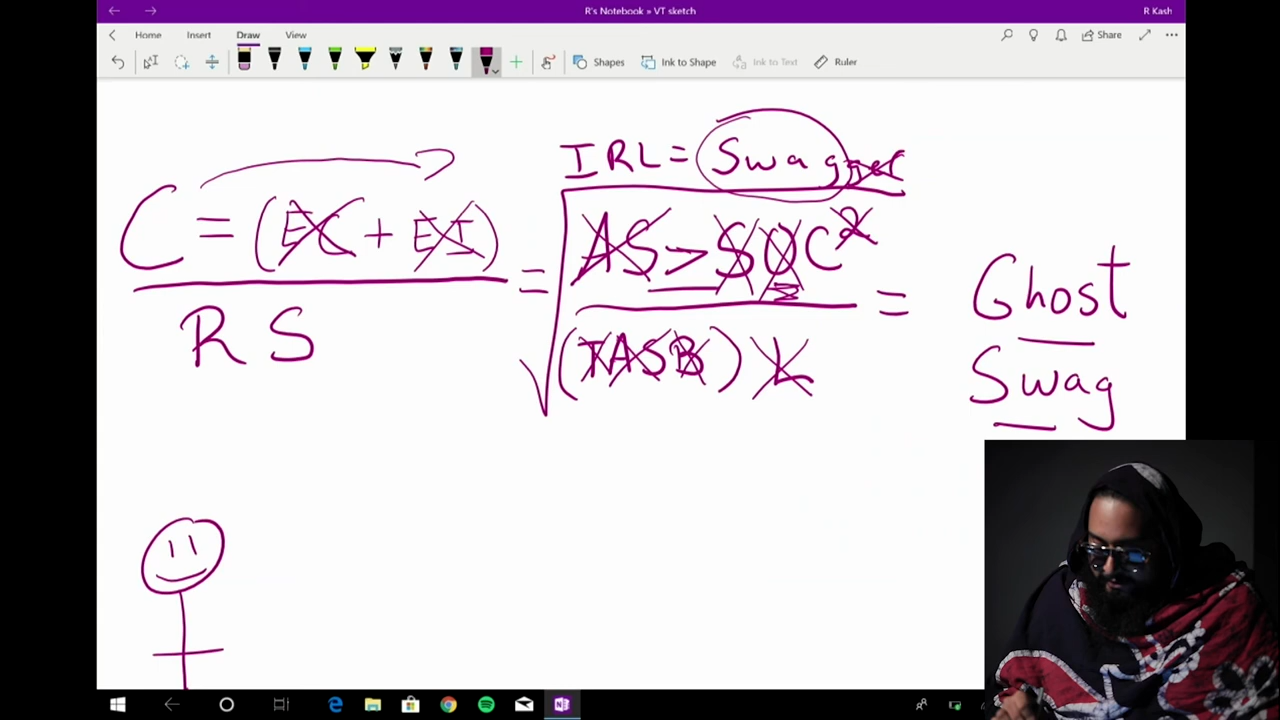 R's Notebook » VT sketch
R Kash
Home Insert Draw View
Share
Shapes Ink to Shape Ink to Text Ruler
IRL = Swagger
C = (EC + EI)
RS
=
AS ≥ SOC²
(TASB) L
=
Ghost
Swag